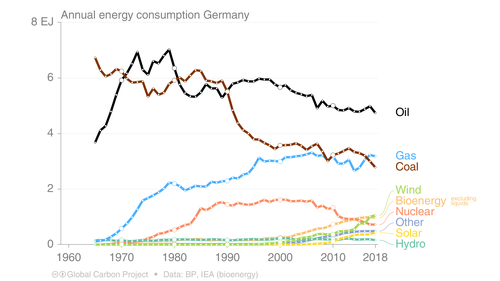 Annual energy consumption Germany
8 EJ
6
4
2
0
1960
1970
1980
1990
2000
2010
2018
Oil
Gas
Coal
Wind
Bioenergy excluding liquids
Nuclear
Other
Solar
Hydro
Global Carbon Project • Data: BP, IEA (bioenergy)